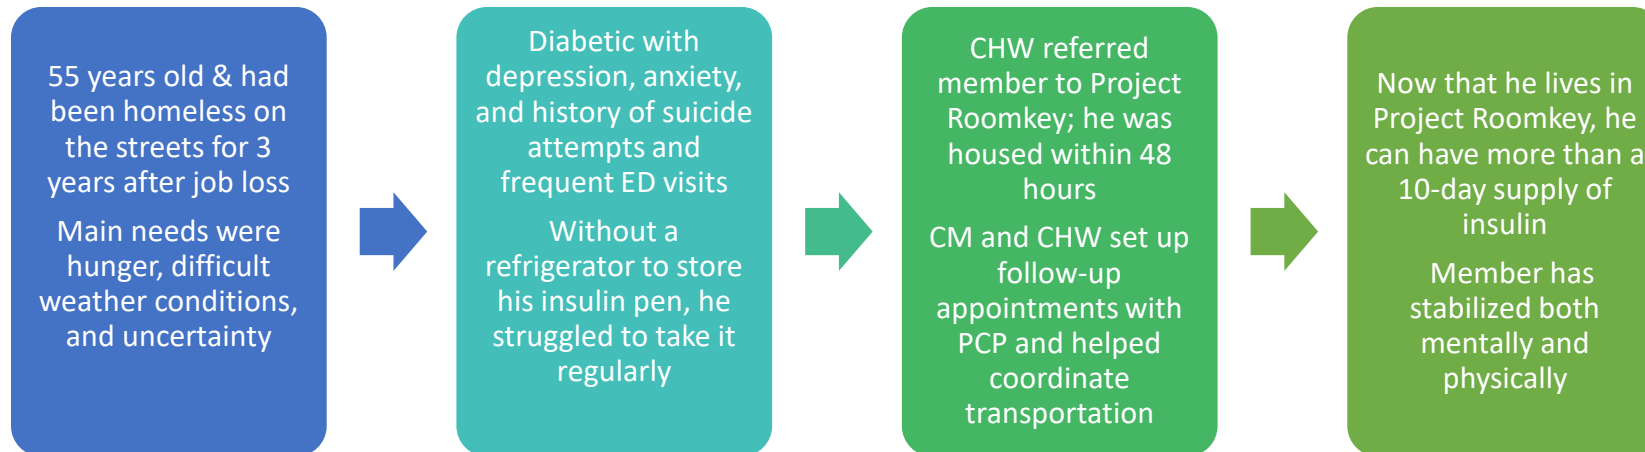 55 years old & had
been homeless on
the streets for 3
years after job loss
Main needs were
hunger, difficult
weather conditions,
and uncertainty
Diabetic with
depression, anxiety,
and history of suicide
attempts and
frequent ED visits
Without a
refrigerator to store
his insulin pen, he
struggled to take it
regularly
CHW referred
member to Project
Roomkey; he was
housed within 48
hours
CM and CHW set up
follow-up
appointments with
PCP and helped
coordinate
transportation
Now that he lives in
Project Roomkey, he
can have more than a
10-day supply of
insulin
Member has
stabilized both
mentally and
physically